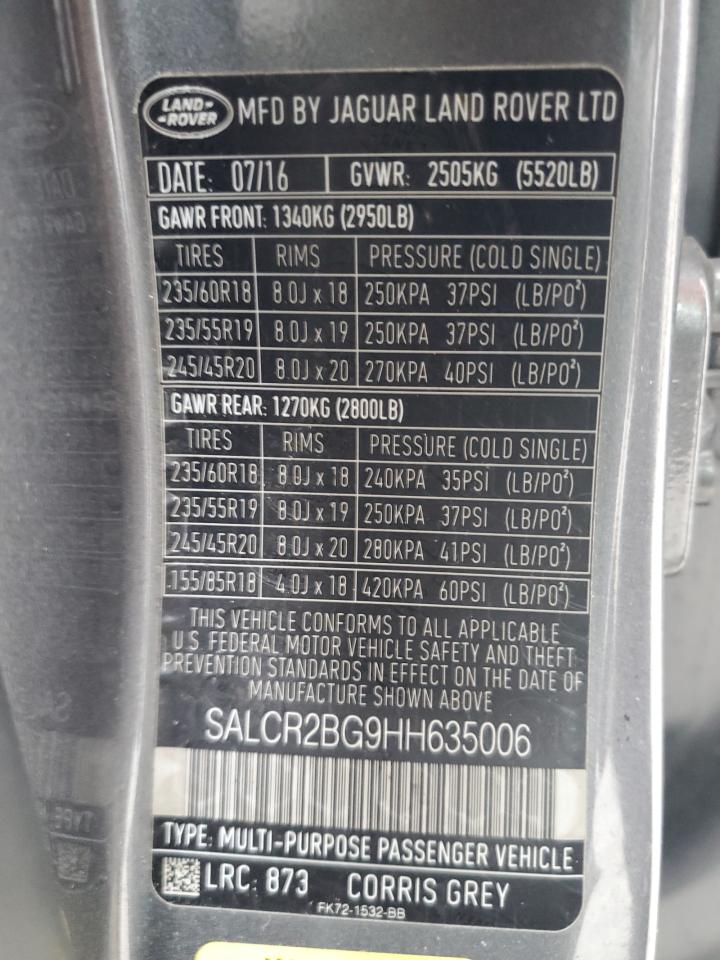 LAND-
-ROVER
MFD BY JAGUAR LAND ROVER LTD
DATE: 07/16 GVWR: 2505KG (5520LB)
GAWR FRONT: 1340KG (2950LB)
TIRES RIMS PRESSURE (COLD SINGLE)
235/60R18 8.0J x 18 250KPA 37PSI (LB/PO²)
235/55R19 8.0J x 19 250KPA 37PSI (LB/PO²)
245/45R20 8.0J x 20 270KPA 40PSI (LB/PO²)
GAWR REAR: 1270KG (2800LB)
TIRES RIMS PRESSURE (COLD SINGLE)
235/60R18 8.0J x 18 240KPA 35PSI (LB/PO²)
235/55R19 8.0J x 19 250KPA 37PSI (LB/PO²)
245/45R20 8.0J x 20 280KPA 41PSI (LB/PO²)
155/85R18 4.0J x 18 420KPA 60PSI (LB/PO²)
THIS VEHICLE CONFORMS TO ALL APPLICABLE
U.S. FEDERAL MOTOR VEHICLE SAFETY AND THEFT
PREVENTION STANDARDS IN EFFECT ON THE DATE OF
MANUFACTURE SHOWN ABOVE
SALCR2BG9HH635006
TYPE: MULTI-PURPOSE PASSENGER VEHICLE
LRC: 873 CORRIS GREY
FK72-1532-BB